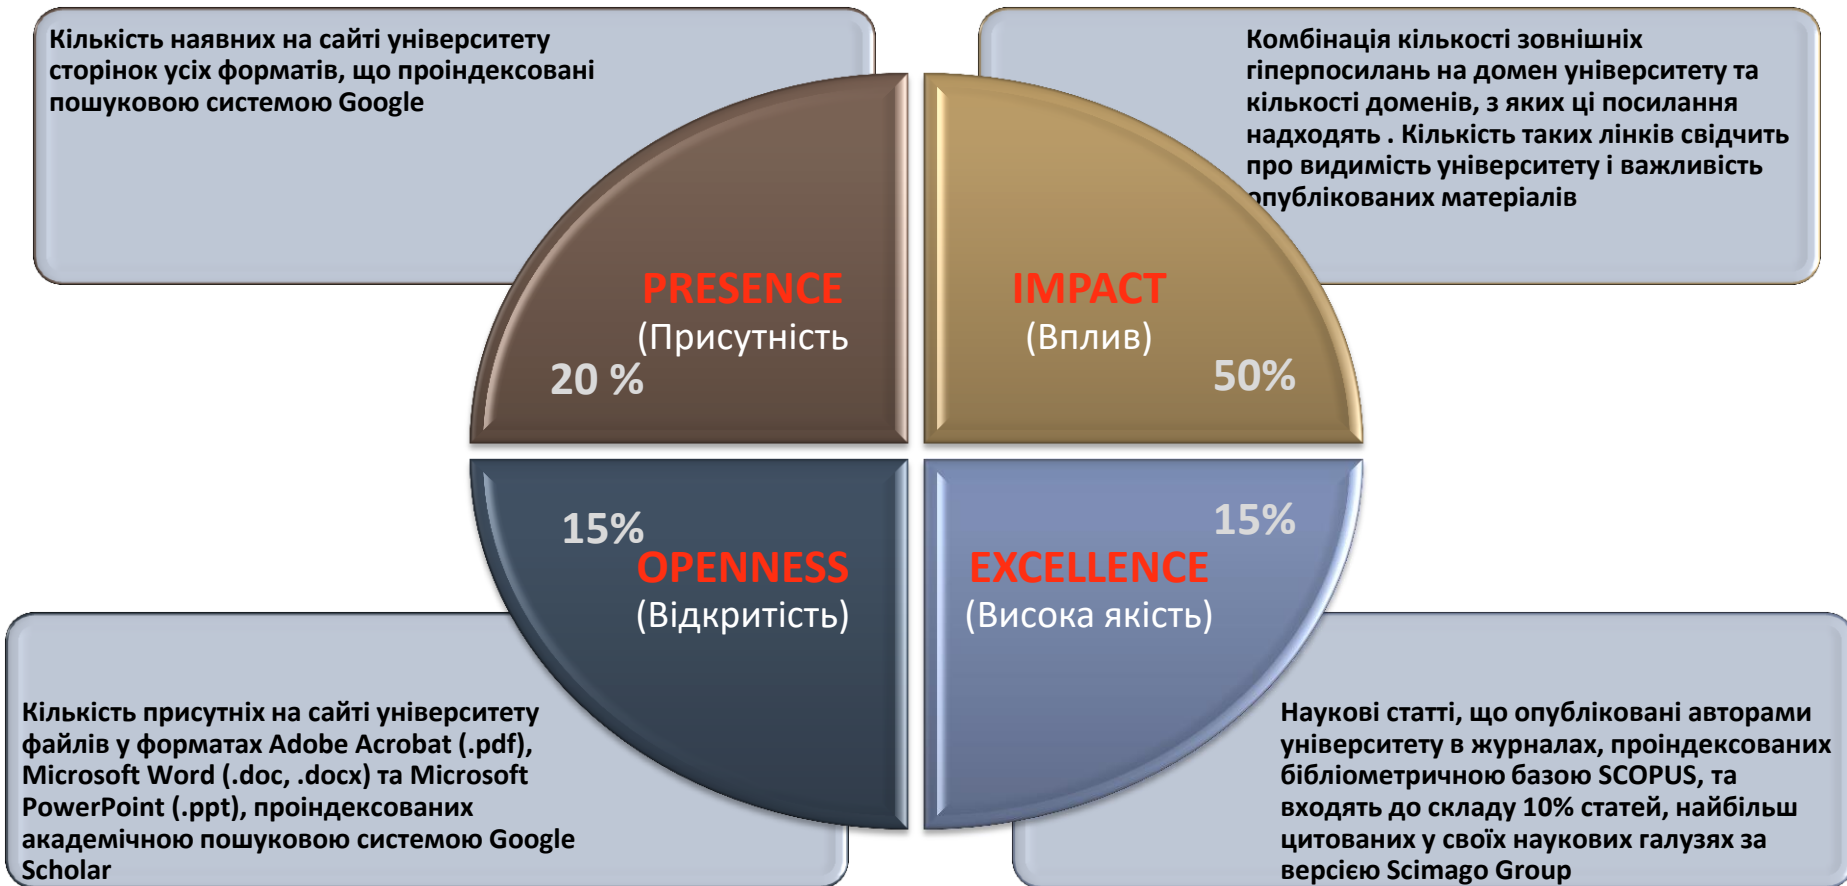 Кількість наявних на сайті університету
сторінок усіх форматів, що проіндексовані
пошуковою системою Google
Комбінація кількості зовнішніх
гіперпосилань на домен університету та
кількості доменів, з яких ці посилання
надходять . Кількість таких лінків свідчить
про видимість університету і важливість
опублікованих матеріалів
PRESENCE
(Присутність
20 %
IMPACT
(Вплив)
50%
15%
OPENNESS
(Відкритість)
15%
EXCELLENCE
(Висока якість)
Кількість присутніх на сайті університету
файлів у форматах Adobe Acrobat (.pdf),
Microsoft Word (.doc, .docx) та Microsoft
PowerPoint (.ppt), проіндексованих
академічною пошуковою системою Google
Scholar
Наукові статті, що опубліковані авторами
університету в журналах, проіндексованих
бібліометричною базою SCOPUS, та
входять до складу 10% статей, найбільш
цитованих у своїх наукових галузях за
версією Scimago Group